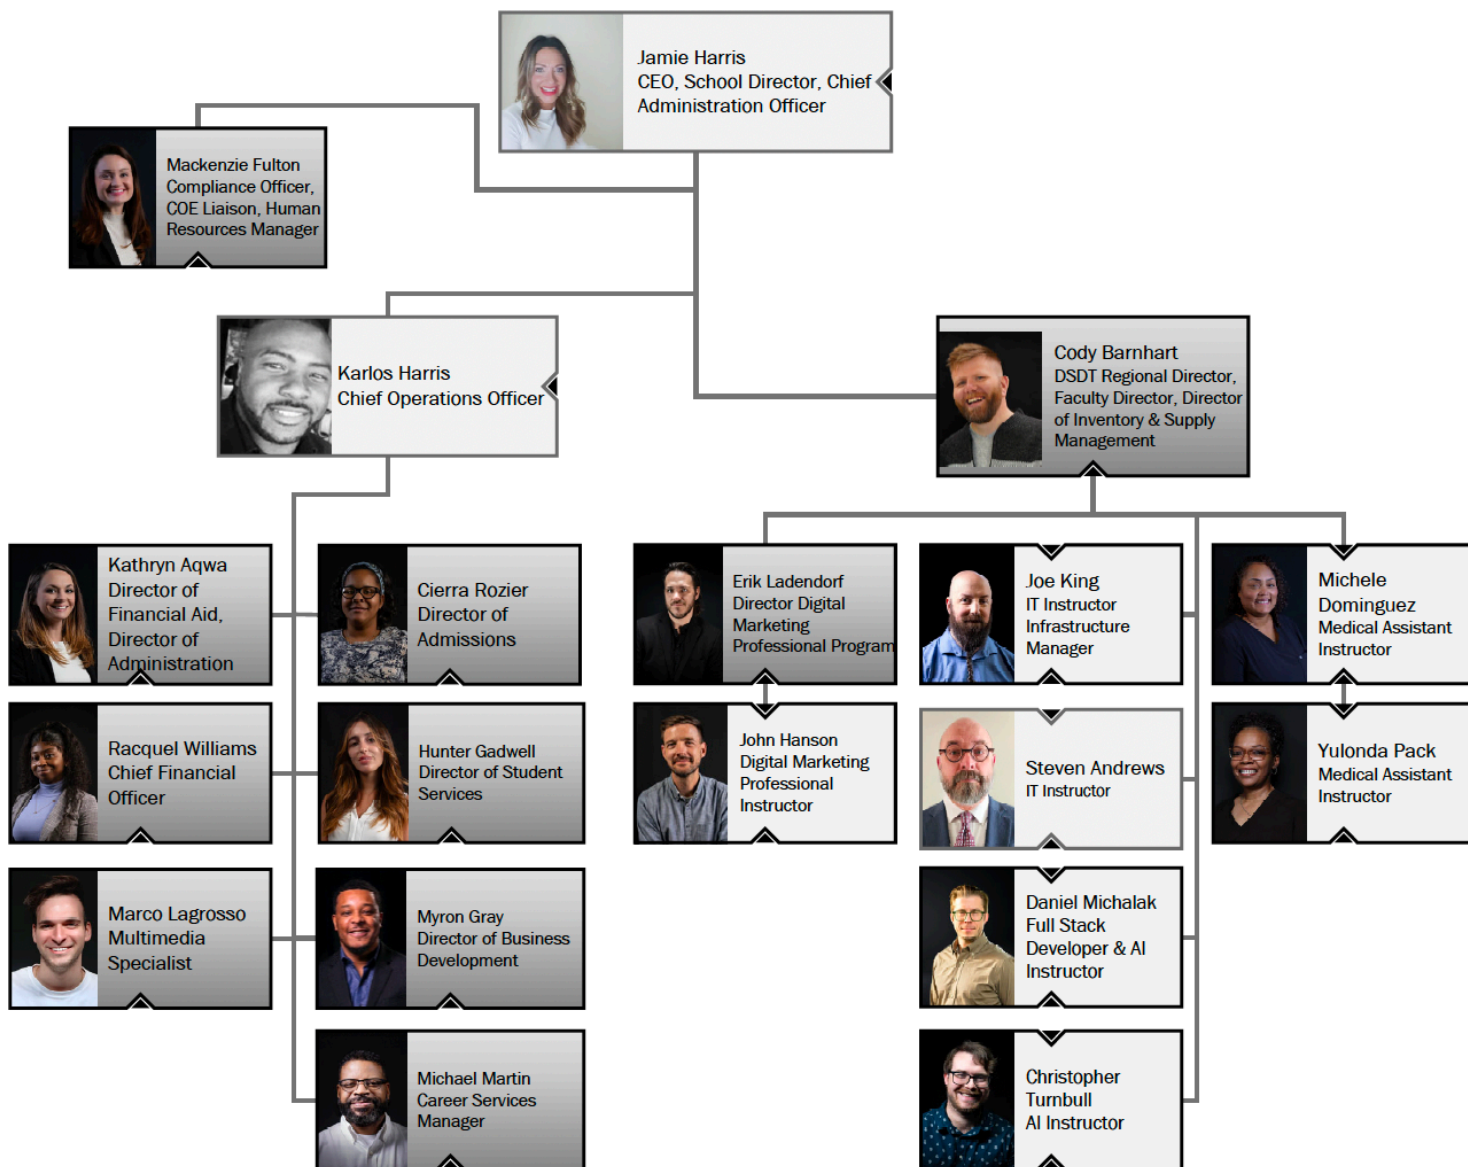 Jamie Harris
CEO, School Director, Chief
Administration Officer
Mackenzie Fulton
Compliance Officer,
COE Liaison, Human
Resources Manager
Karlos Harris
Chief Operations Officer
Cody Barnhart
DSDT Regional Director,
Faculty Director, Director
of Inventory & Supply
Management
Kathryn Aqwa
Director of
Financial Aid,
Director of
Administration
Cierra Rozier
Director of
Admissions
Erik Ladendorf
Director Digital
Marketing
Professional Program
Joe King
IT Instructor
Infrastructure
Manager
Michele
Dominguez
Medical Assistant
Instructor
Racquel Williams
Chief Financial
Officer
Hunter Gadwell
Director of Student
Services
John Hanson
Digital Marketing
Professional
Instructor
Steven Andrews
IT Instructor
Yulonda Pack
Medical Assistant
Instructor
Marco Lagrosso
Multimedia
Specialist
Myron Gray
Director of Business
Development
Daniel Michalak
Full Stack
Developer & AI
Instructor
Michael Martin
Career Services
Manager
Christopher
Turnbull
AI Instructor